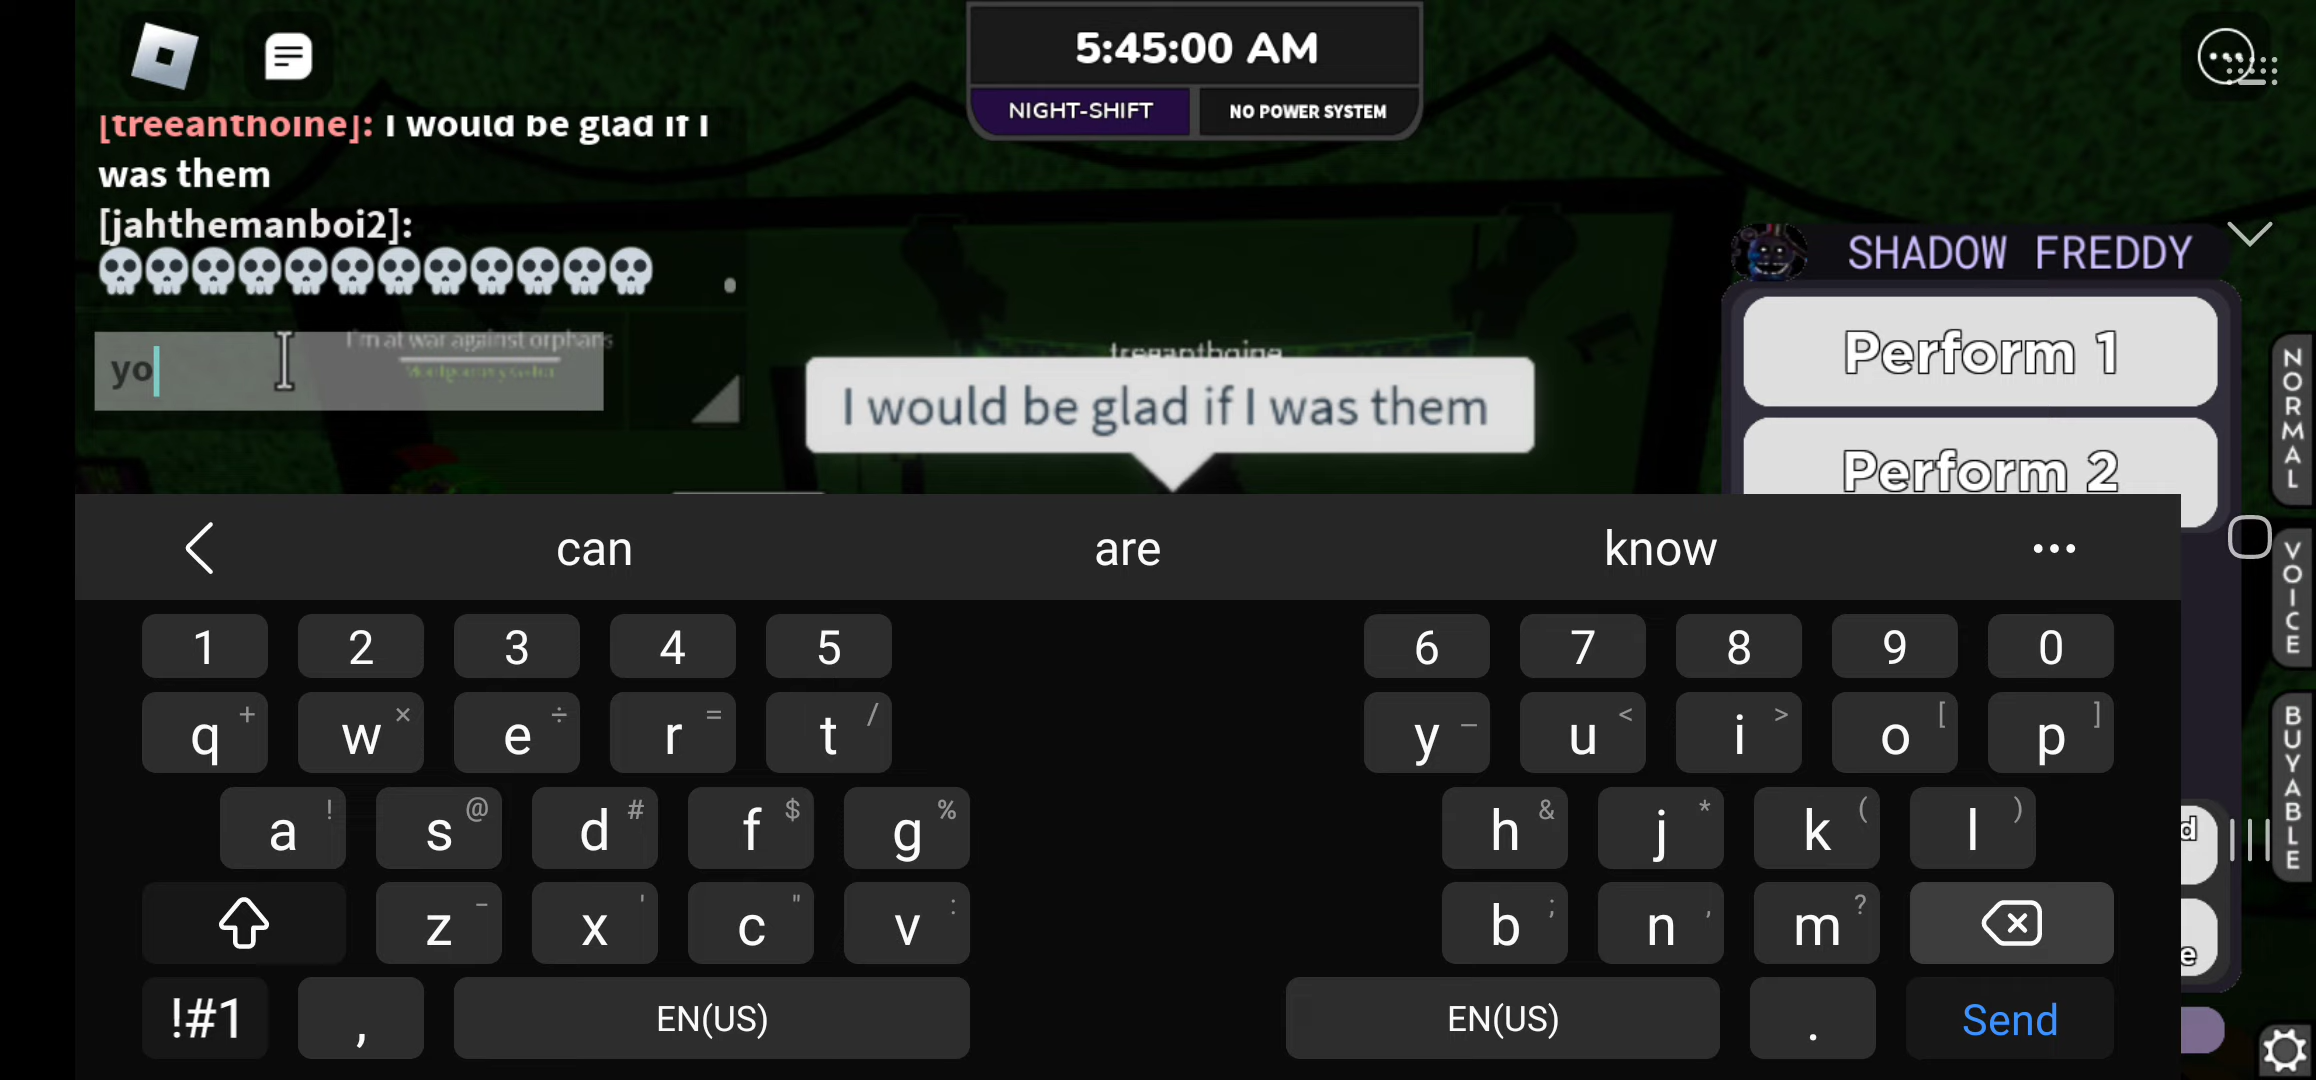 5:45:00 AM
NIGHT-SHIFT
NO POWER SYSTEM
[treeanthoine]: I would be glad if I
was them
[jahthemanboi2]:
💀💀💀💀💀💀💀💀💀💀💀💀
I'm at war against orphans
yo
treeanthoine
I would be glad if I was them
SHADOW FREDDY
Perform 1
Perform 2
NORMAL
VOICE
BUYABLE
d
e
can are know ...
1 2 3 4 5 6 7 8 9 0
q + w × e ÷ r = t / y _ u < i > o [ p ]
a ! s @ d # f $ g % h & j * k ( l )
z - x ' c " v : b ; n , m ?
!#1 , EN(US) EN(US) . Send